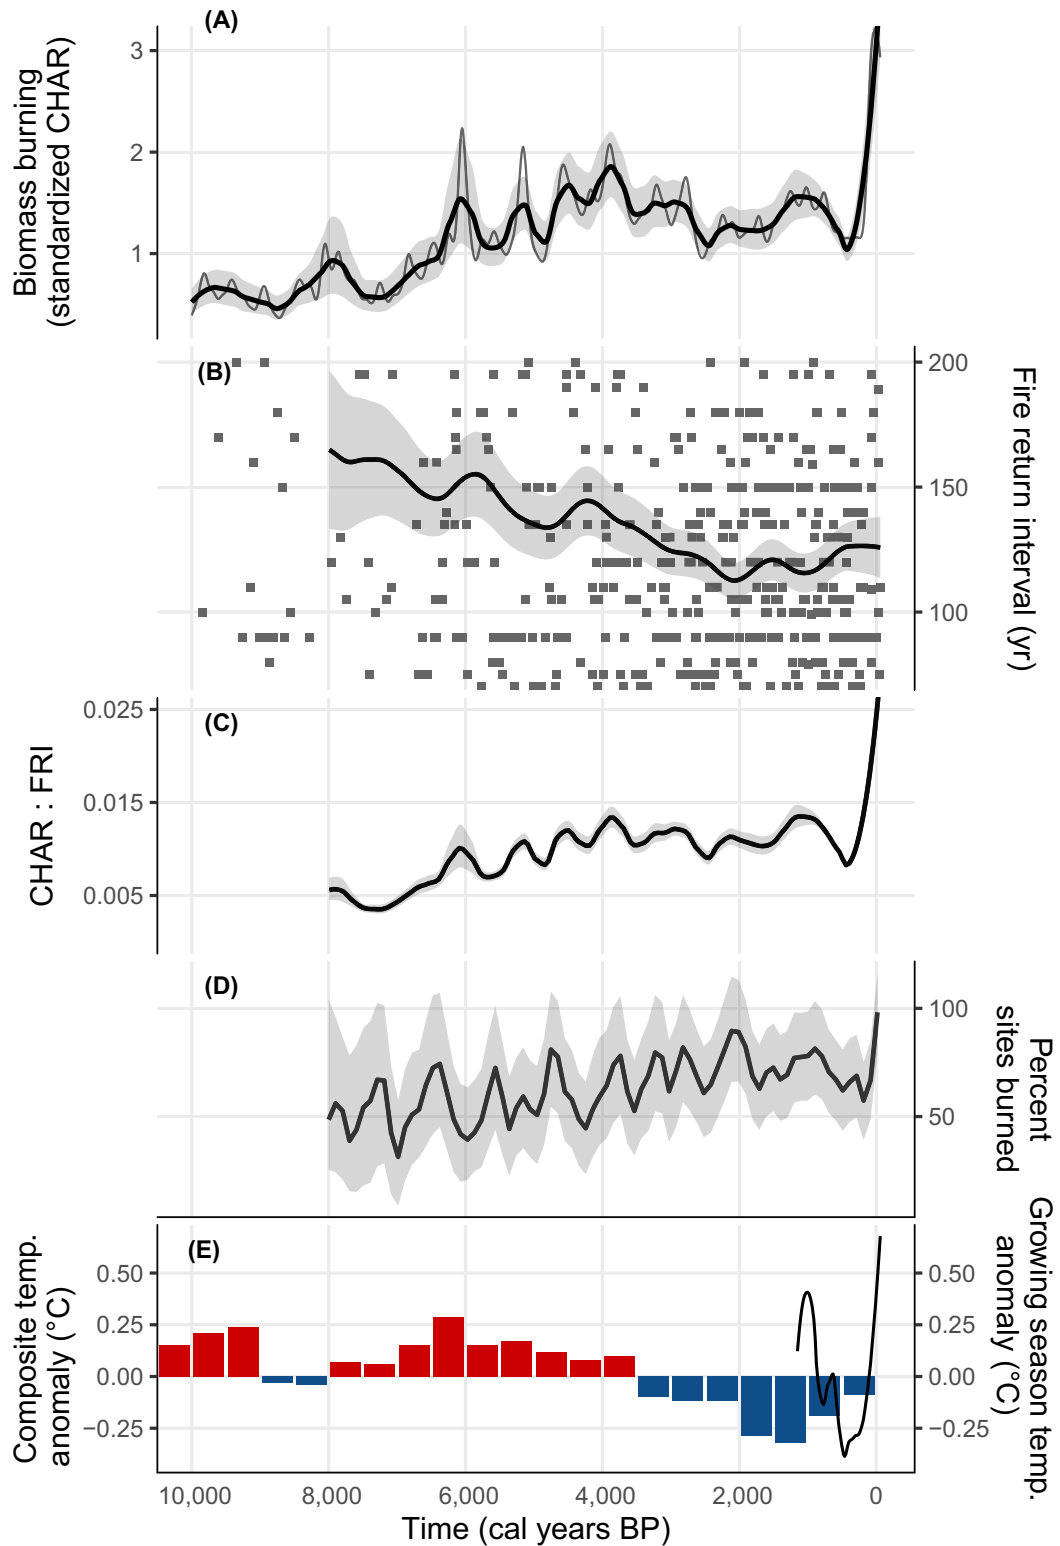 (A)
Biomass burning
(standardized CHAR)
3
2
1
(B)
200
150
100
Fire return interval (yr)
(C)
CHAR : FRI
0.025
0.015
0.005
(D)
100
50
Percent
sites burned
(E)
Composite temp.
anomaly (°C)
0.50
0.25
0.00
−0.25
0.50
0.25
0.00
−0.25
Growing season temp.
anomaly (°C)
10,000 8,000 6,000 4,000 2,000 0
Time (cal years BP)